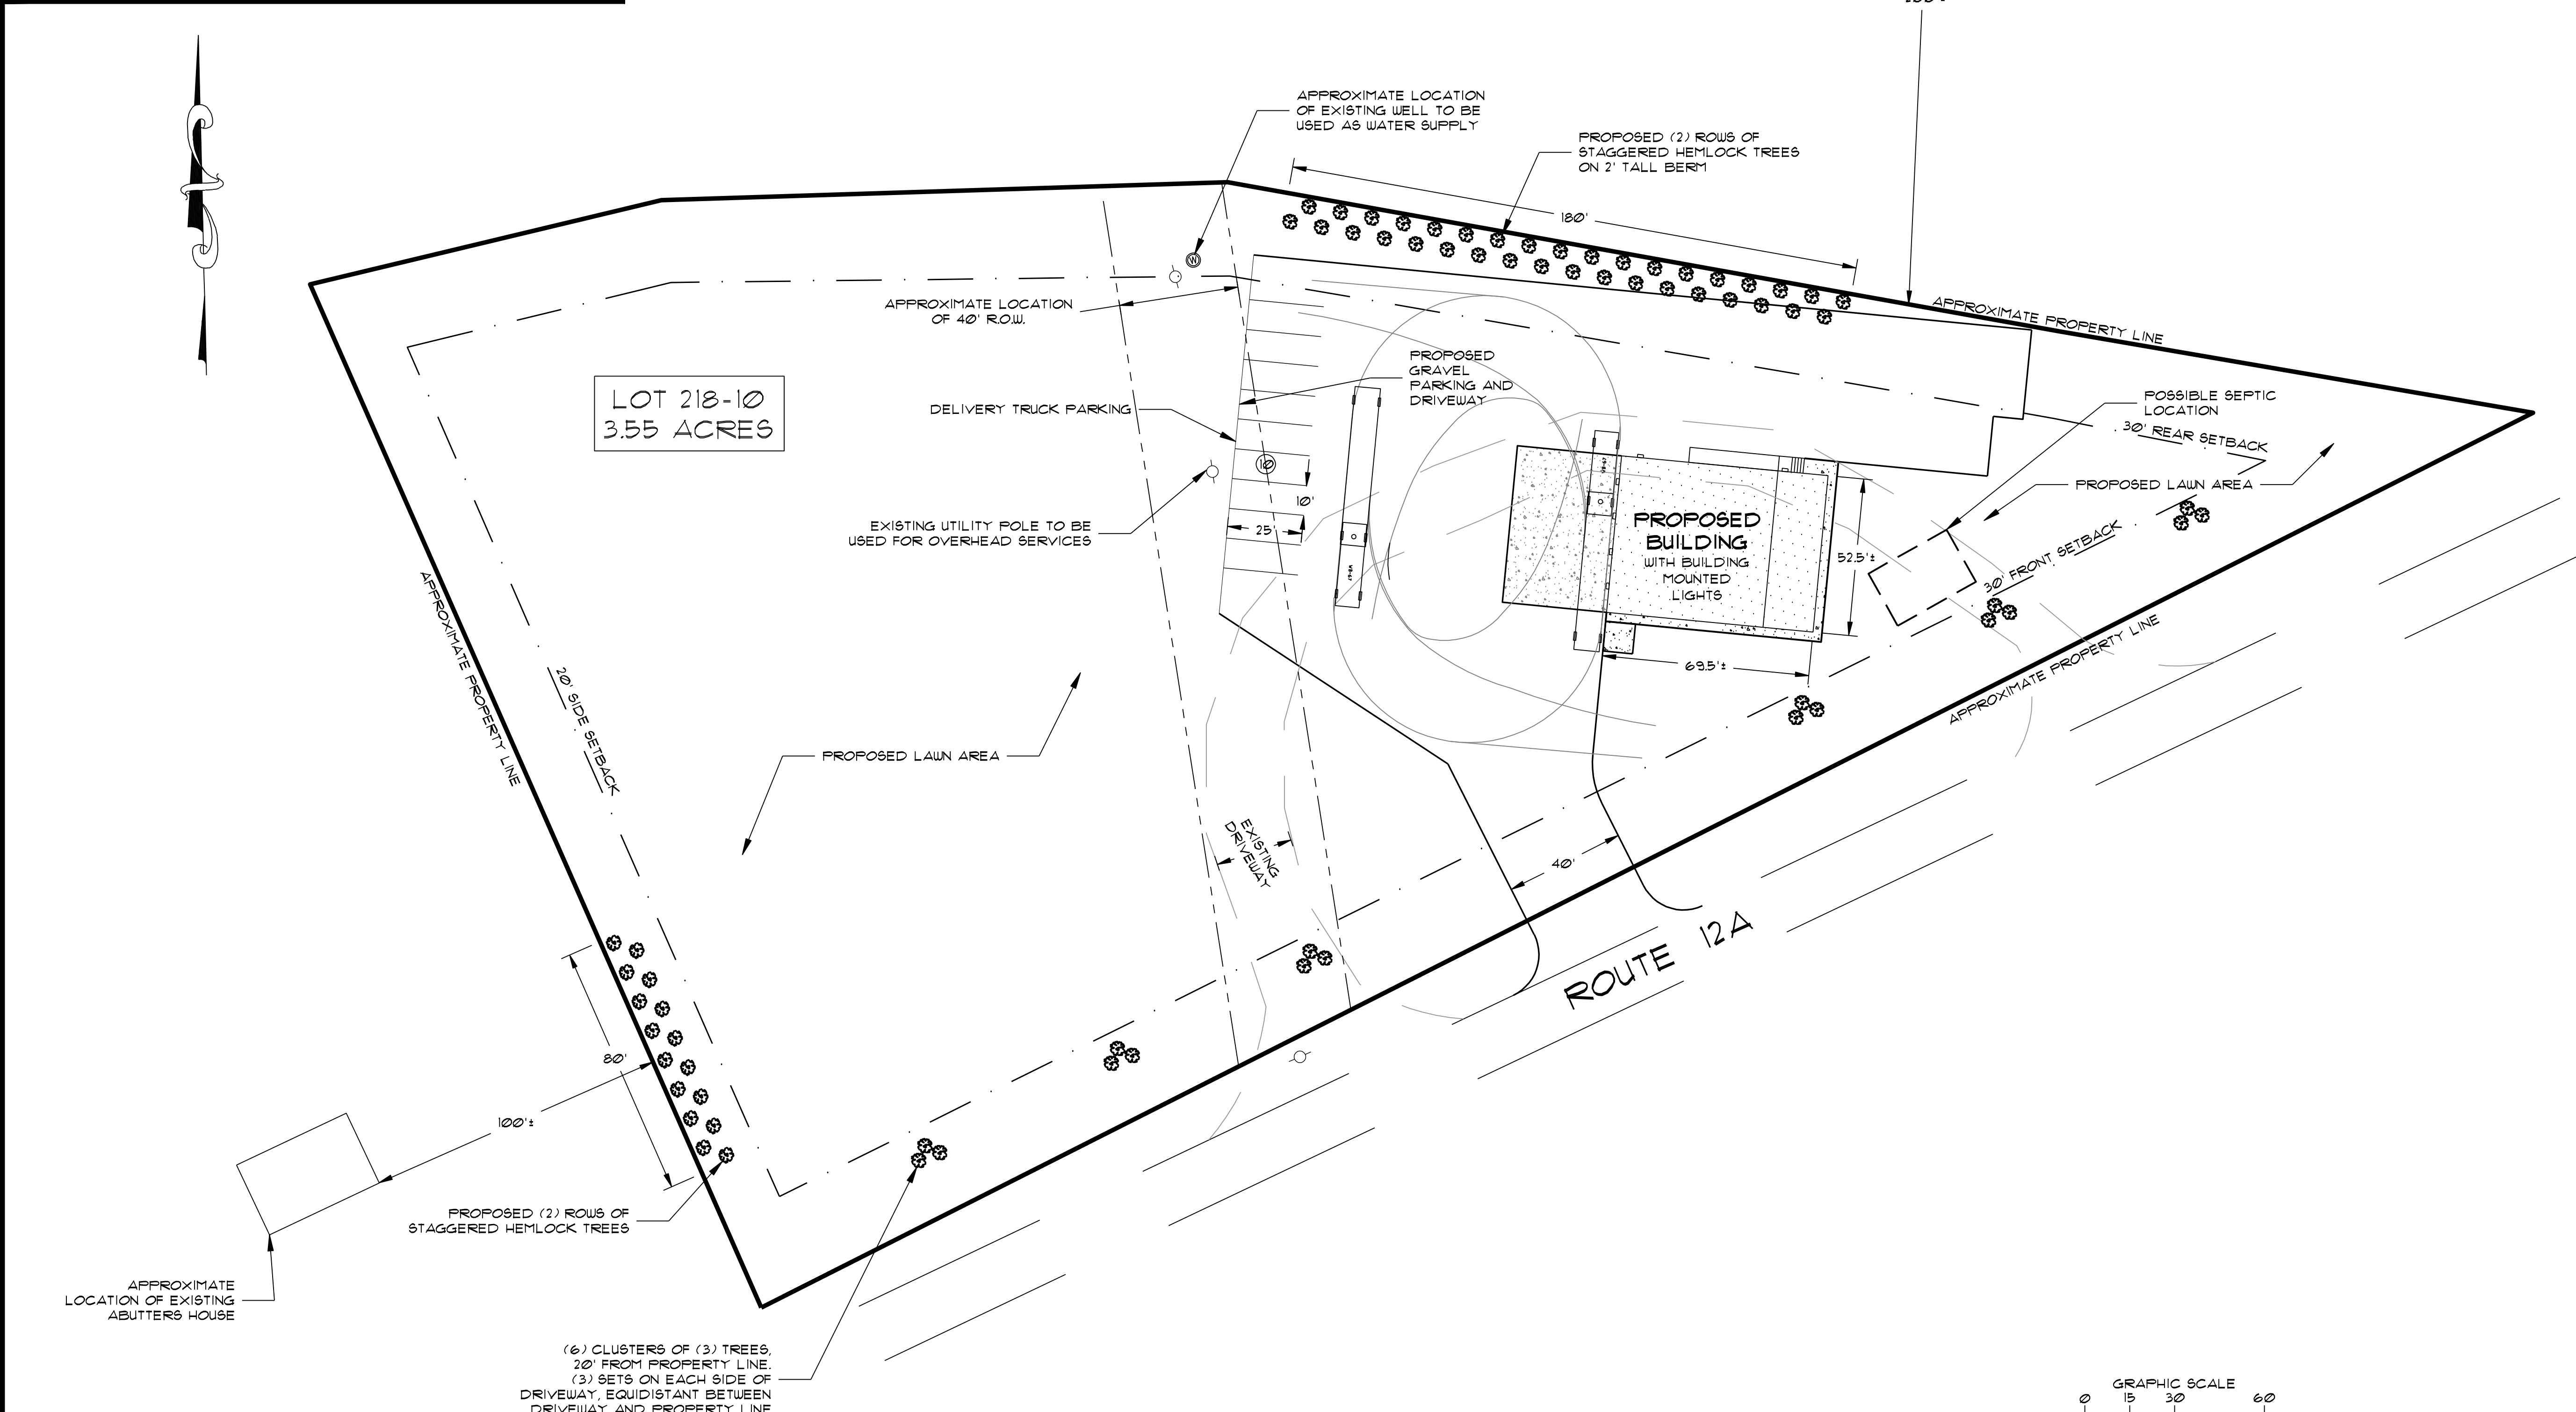 APPROXIMATE LOCATION
OF EXISTING WELL TO BE
USED AS WATER SUPPLY
PROPOSED (2) ROWS OF
STAGGERED HEMLOCK TREES
ON 2' TALL BERM
180'
W
APPROXIMATE LOCATION
OF 40' R.O.W.
APPROXIMATE PROPERTY LINE
PROPOSED
GRAVEL
PARKING AND
DRIVEWAY
LOT 218-10
3.55 ACRES
DELIVERY TRUCK PARKING
POSSIBLE SEPTIC
LOCATION
30' REAR SETBACK
10
10'
25'
EXISTING UTILITY POLE TO BE
USED FOR OVERHEAD SERVICES
PROPOSED LAWN AREA
PROPOSED
BUILDING
WITH BUILDING
MOUNTED
LIGHTS
52.5'±
69.5'±
30' FRONT SETBACK
APPROXIMATE PROPERTY LINE
APPROXIMATE PROPERTY LINE
20' SIDE SETBACK
PROPOSED LAWN AREA
EXISTING
DRIVEWAY
40'
ROUTE 12A
80'
100'±
PROPOSED (2) ROWS OF
STAGGERED HEMLOCK TREES
APPROXIMATE
LOCATION OF EXISTING
ABUTTERS HOUSE
(6) CLUSTERS OF (3) TREES,
20' FROM PROPERTY LINE.
(3) SETS ON EACH SIDE OF
DRIVEWAY, EQUIDISTANT BETWEEN
DRIVEWAY AND PROPERTY LINE
GRAPHIC SCALE
0 15 30 60